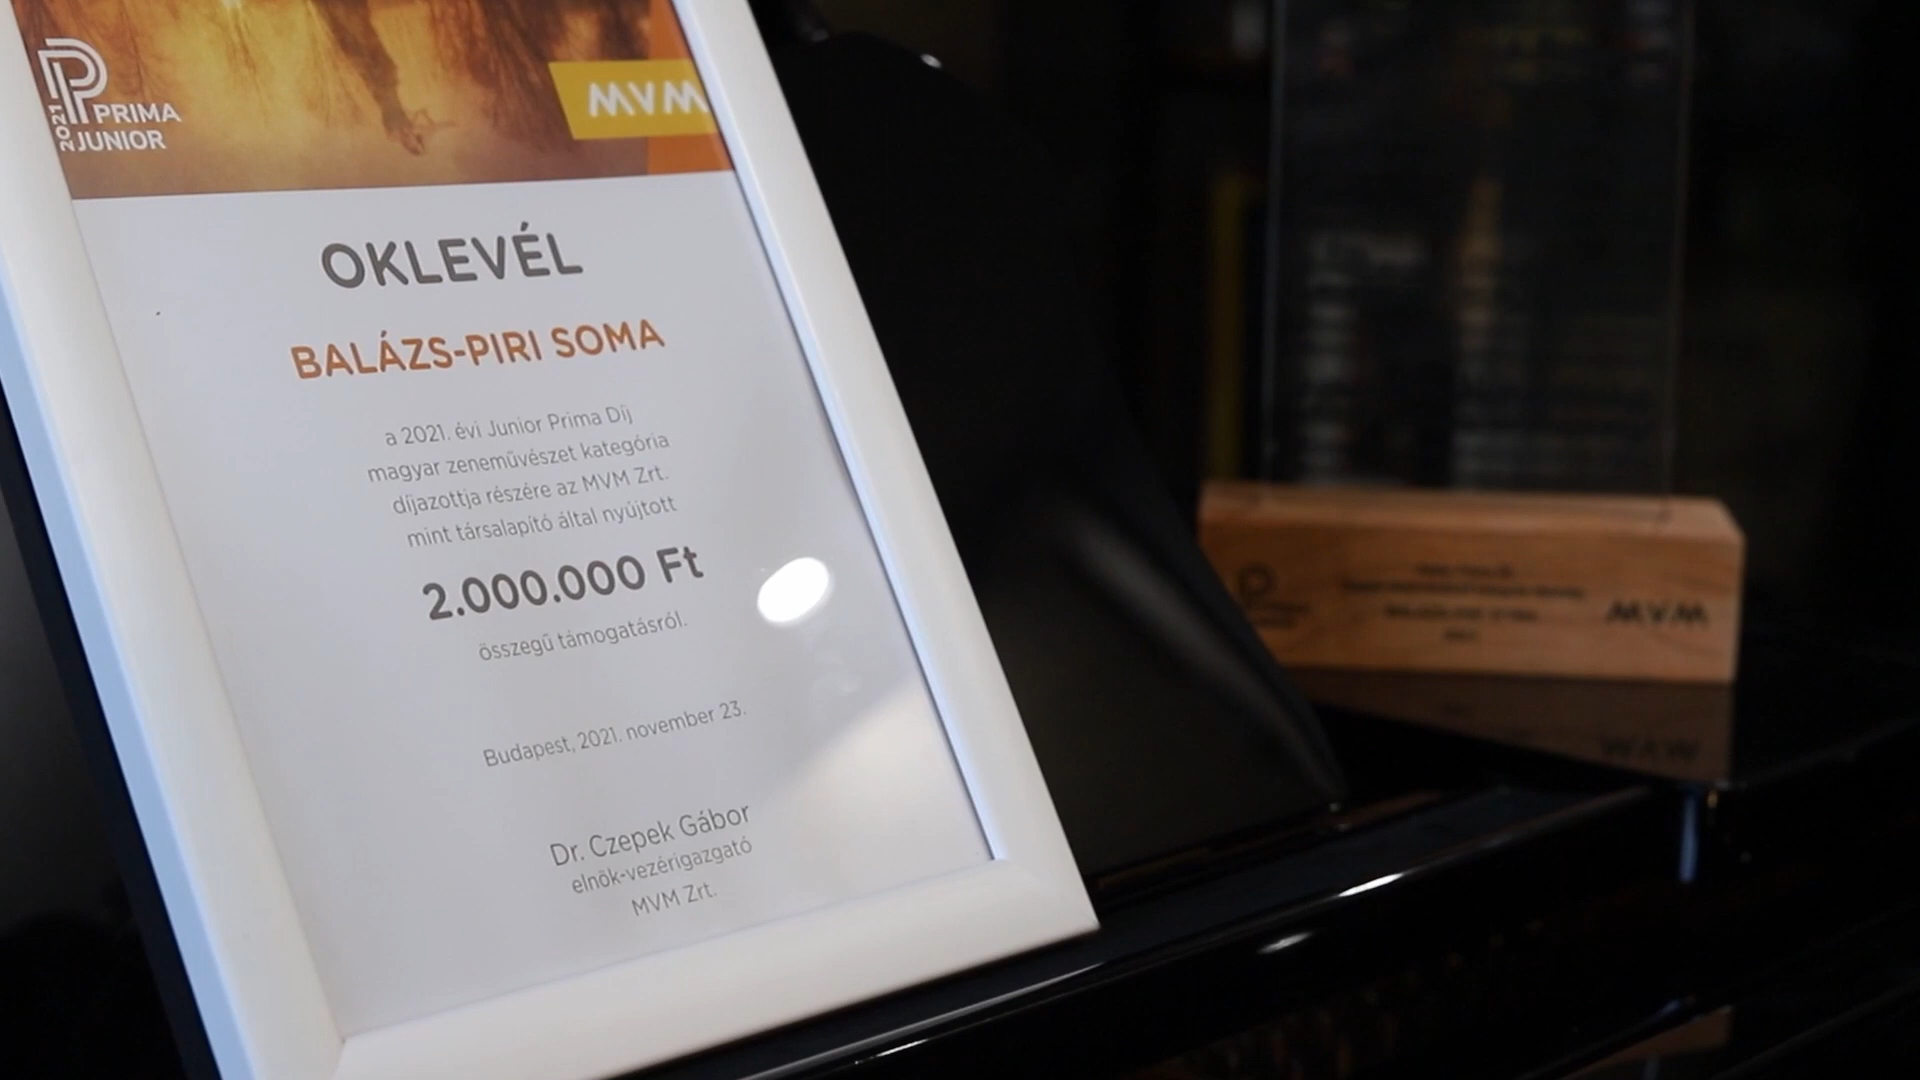 2021
PRIMA
JUNIOR
MVM
OKLEVÉL
BALÁZS-PIRI SOMA
a 2021. évi Junior Prima Díj
magyar zeneművészet kategória
díjazottja részére az MVM Zrt.
mint társalapító által nyújtott
2.000.000 Ft
összegű támogatásról.
Budapest, 2021. november 23.
Dr. Czepek Gábor
elnök-vezérigazgató
MVM Zrt.
MVM